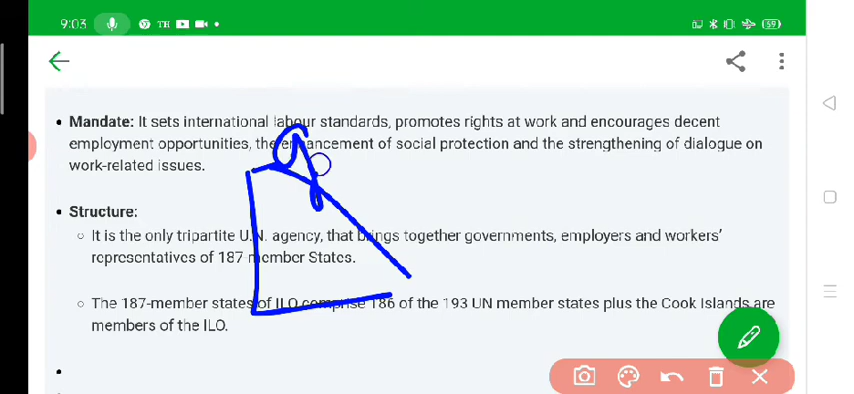 9:03 TH 59
• Mandate: It sets international labour standards, promotes rights at work and encourages decent
employment opportunities, the enhancement of social protection and the strengthening of dialogue on
work-related issues.
• Structure:
○ It is the only tripartite U.N. agency, that brings together governments, employers and workers’
representatives of 187-member States.
○ The 187-member states of ILO comprise 186 of the 193 UN member states plus the Cook Islands are
members of the ILO.